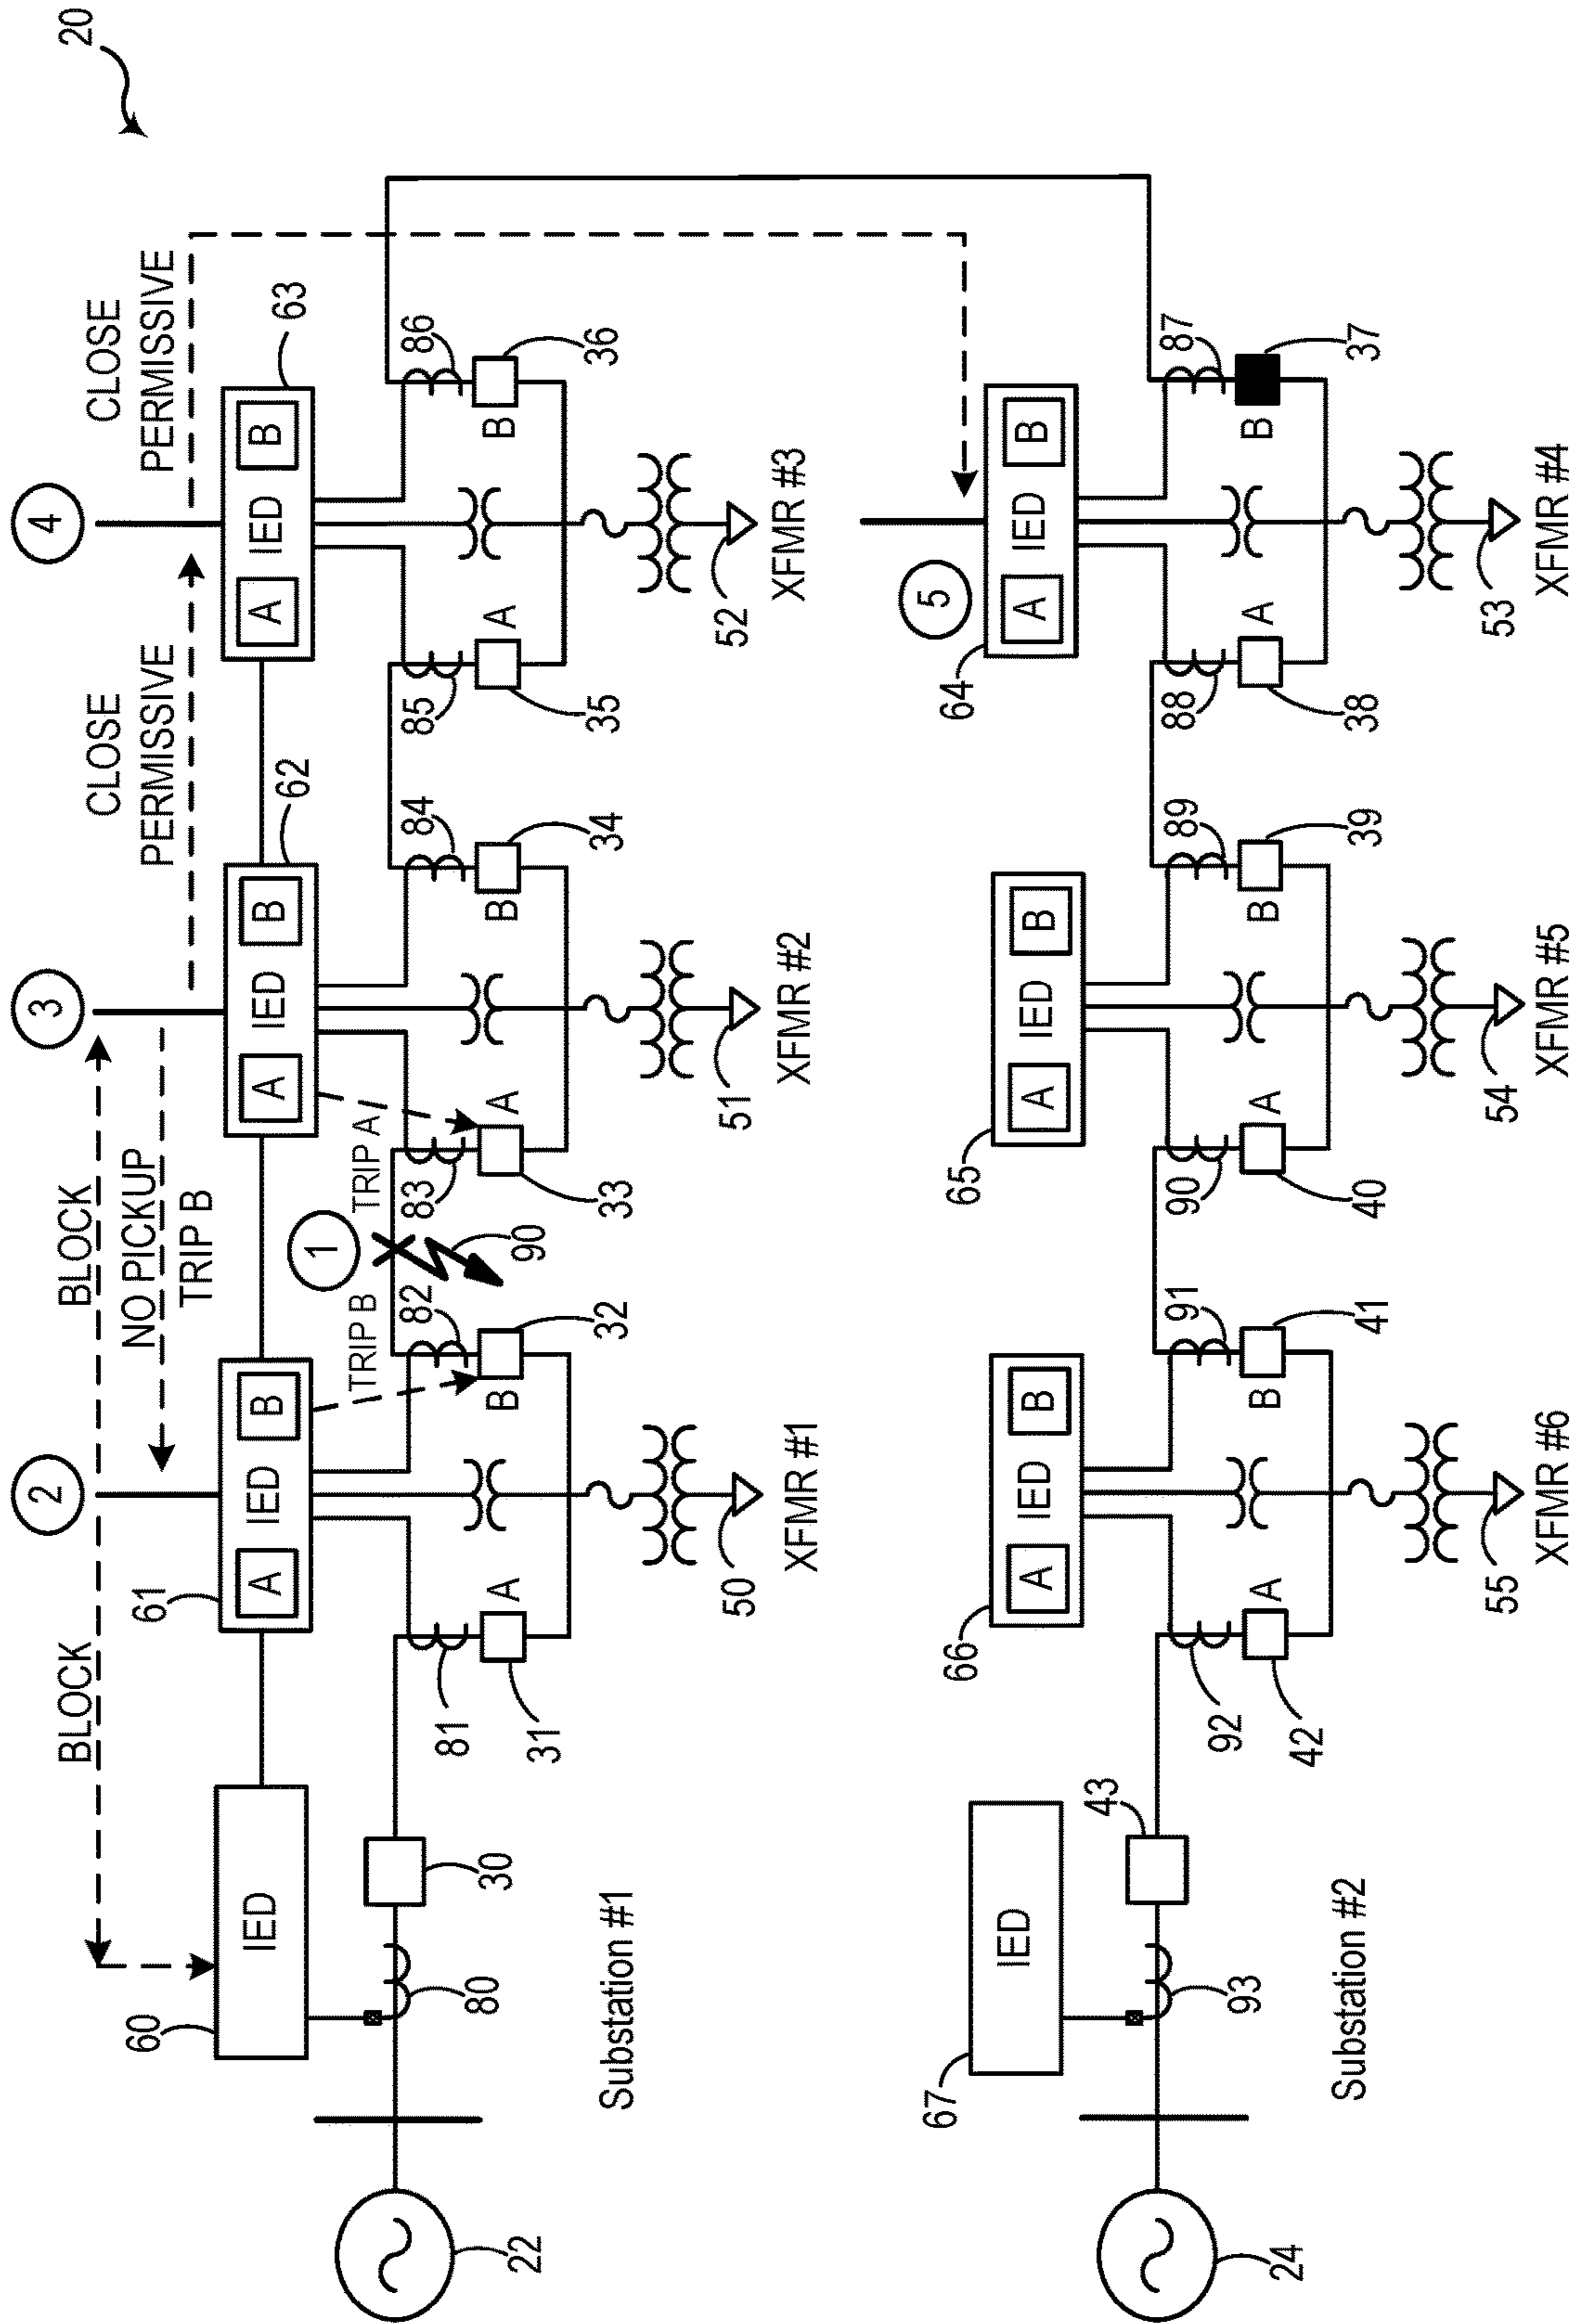 20
2
3
4
BLOCK
BLOCK
NO PICKUP
TRIP B
CLOSE
PERMISSIVE
CLOSE
PERMISSIVE
60
IED
61
A
IED
B
62
A
IED
B
63
A
IED
B
1
TRIP B
TRIP A
90
22
80
30
81
31
A
82
32
B
83
33
A
84
34
B
85
35
A
86
36
B
50
51
52
Substation #1
XFMR #1
XFMR #2
XFMR #3
5
67
IED
66
A
IED
B
65
A
IED
B
64
A
IED
B
24
93
43
92
42
A
91
41
B
90
40
A
89
39
B
88
38
A
87
37
B
55
54
53
Substation #2
XFMR #6
XFMR #5
XFMR #4